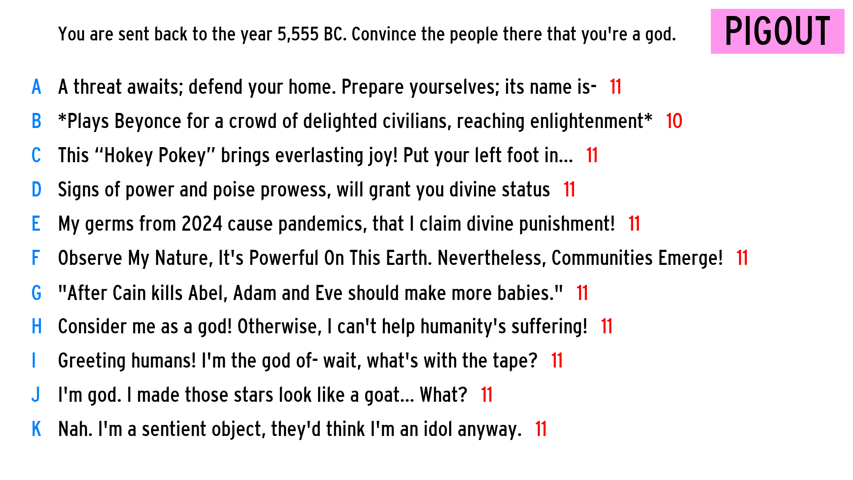 You are sent back to the year 5,555 BC. Convince the people there that you're a god.
PIGOUT
A A threat awaits; defend your home. Prepare yourselves; its name is- 11
B *Plays Beyonce for a crowd of delighted civilians, reaching enlightenment* 10
C This “Hokey Pokey” brings everlasting joy! Put your left foot in... 11
D Signs of power and poise prowess, will grant you divine status 11
E My germs from 2024 cause pandemics, that I claim divine punishment! 11
F Observe My Nature, It's Powerful On This Earth. Nevertheless, Communities Emerge! 11
G "After Cain kills Abel, Adam and Eve should make more babies." 11
H Consider me as a god! Otherwise, I can't help humanity's suffering! 11
I Greeting humans! I'm the god of- wait, what's with the tape? 11
J I'm god. I made those stars look like a goat... What? 11
K Nah. I'm a sentient object, they'd think I'm an idol anyway. 11